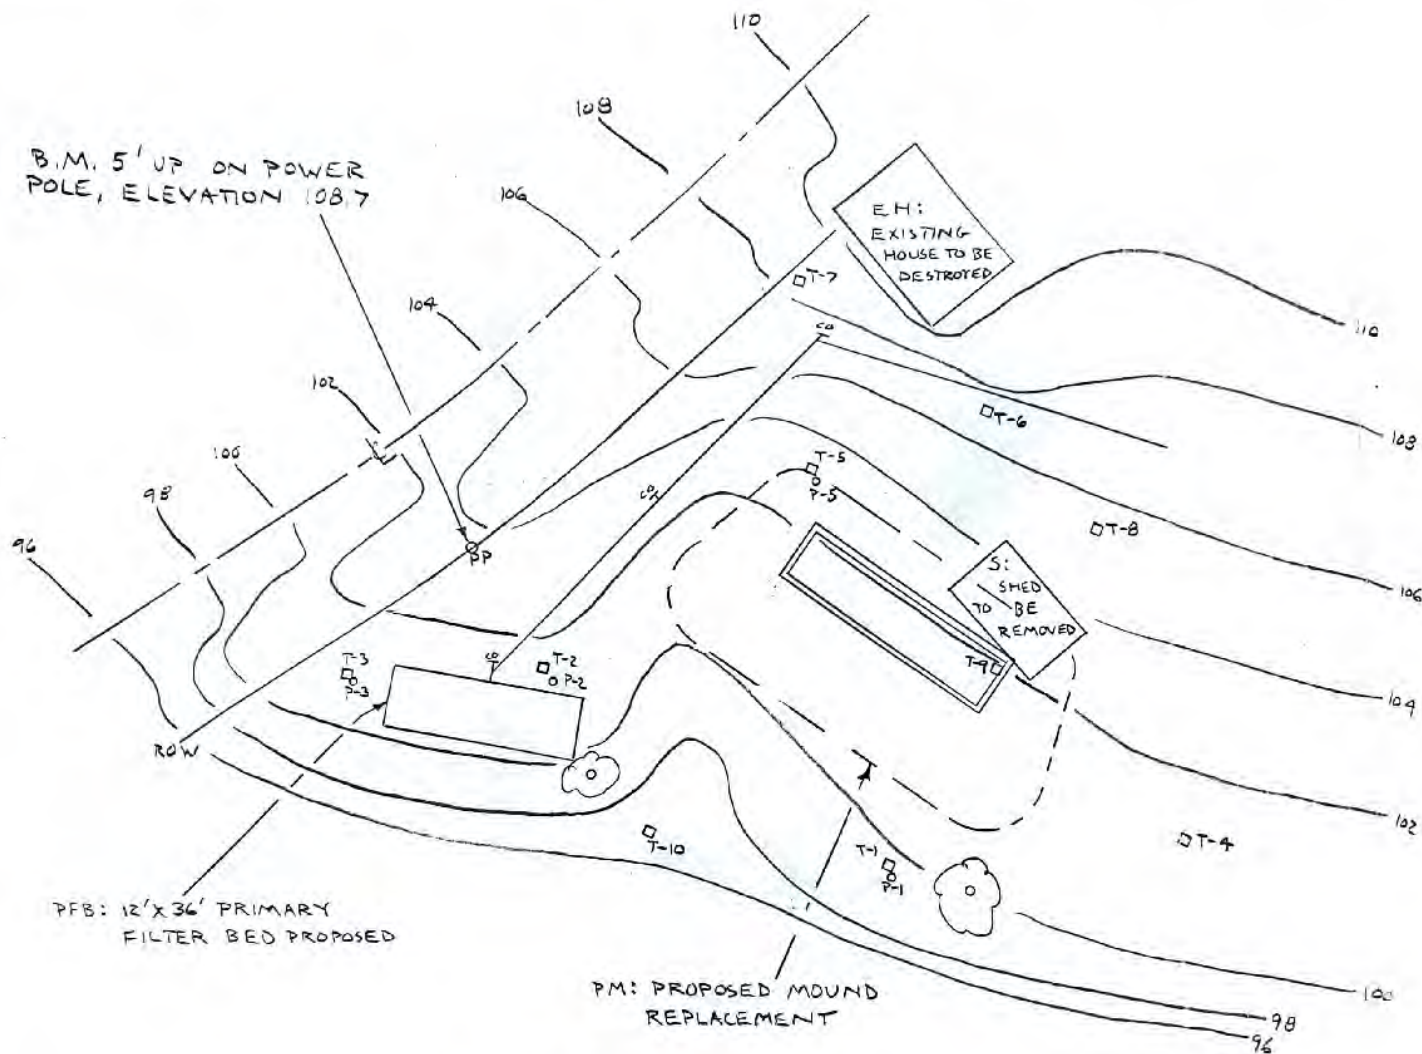 110
108
B.M. 5' UP ON POWER
POLE, ELEVATION 108.7
106
104
102
100
98
96
EH:
EXISTING
HOUSE TO BE
DESTROYED
T-7
CO
110
T-6
108
T-5
P-5
CO
T-8
PP
S:
SHED
TO BE
REMOVED
106
T-3
P-3
CO
T-2
P-2
T-9
104
ROW
102
T-10
T-1
P-1
T-4
PFB: 12'X36' PRIMARY
FILTER BED PROPOSED
PM: PROPOSED MOUND
REPLACEMENT
100
98
96